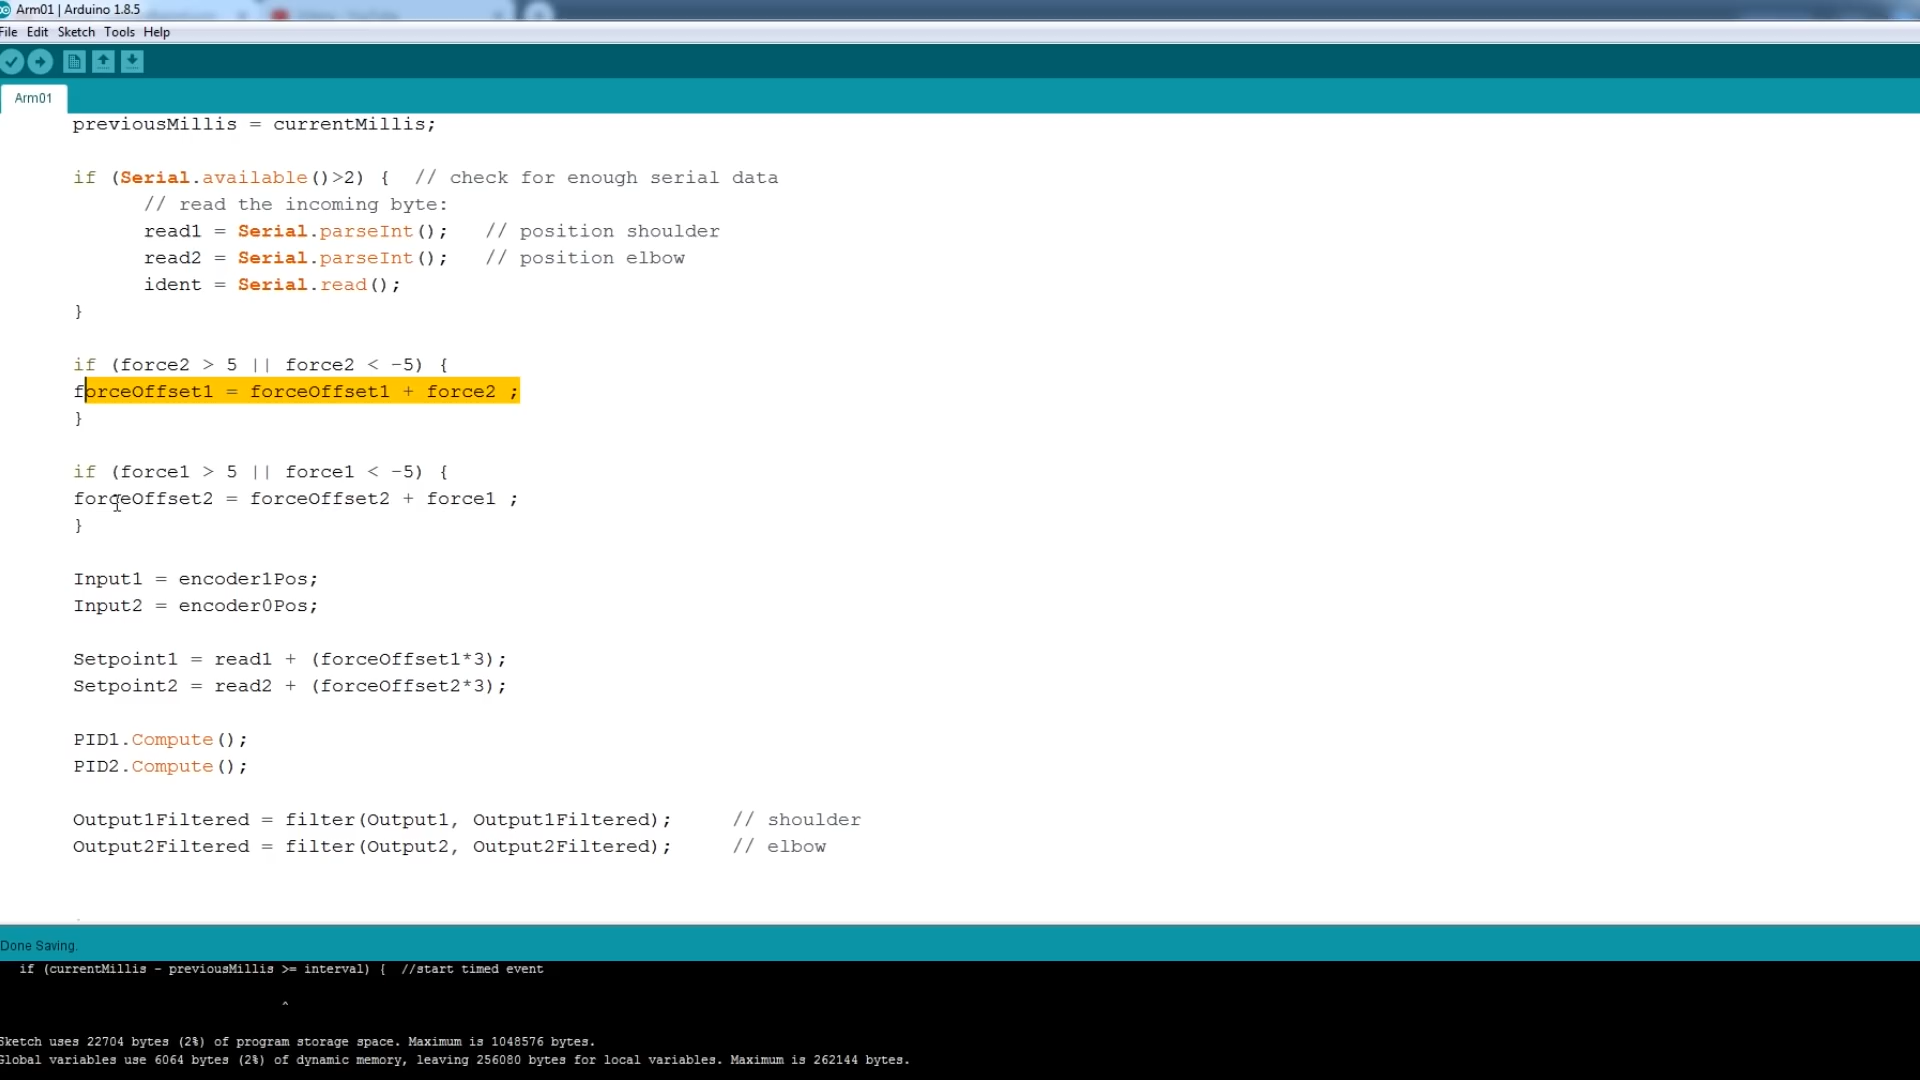 Arm01 | Arduino 1.8.5
File Edit Sketch Tools Help
Arm01
previousMillis = currentMillis;
if (Serial.available()>2) {  // check for enough serial data
// read the incoming byte:
read1 = Serial.parseInt();   // position shoulder
read2 = Serial.parseInt();   // position elbow
ident = Serial.read();
}
if (force2 > 5 || force2 < -5) {
forceOffset1 = forceOffset1 + force2 ;
}
if (force1 > 5 || force1 < -5) {
forceOffset2 = forceOffset2 + force1 ;
}
Input1 = encoder1Pos;
Input2 = encoder0Pos;
Setpoint1 = read1 + (forceOffset1*3);
Setpoint2 = read2 + (forceOffset2*3);
PID1.Compute();
PID2.Compute();
Output1Filtered = filter(Output1, Output1Filtered);     // shoulder
Output2Filtered = filter(Output2, Output2Filtered);     // elbow
Done Saving.
if (currentMillis - previousMillis >= interval) {  //start timed event
^
Sketch uses 22704 bytes (2%) of program storage space. Maximum is 1048576 bytes.
Global variables use 6064 bytes (2%) of dynamic memory, leaving 256080 bytes for local variables. Maximum is 262144 bytes.